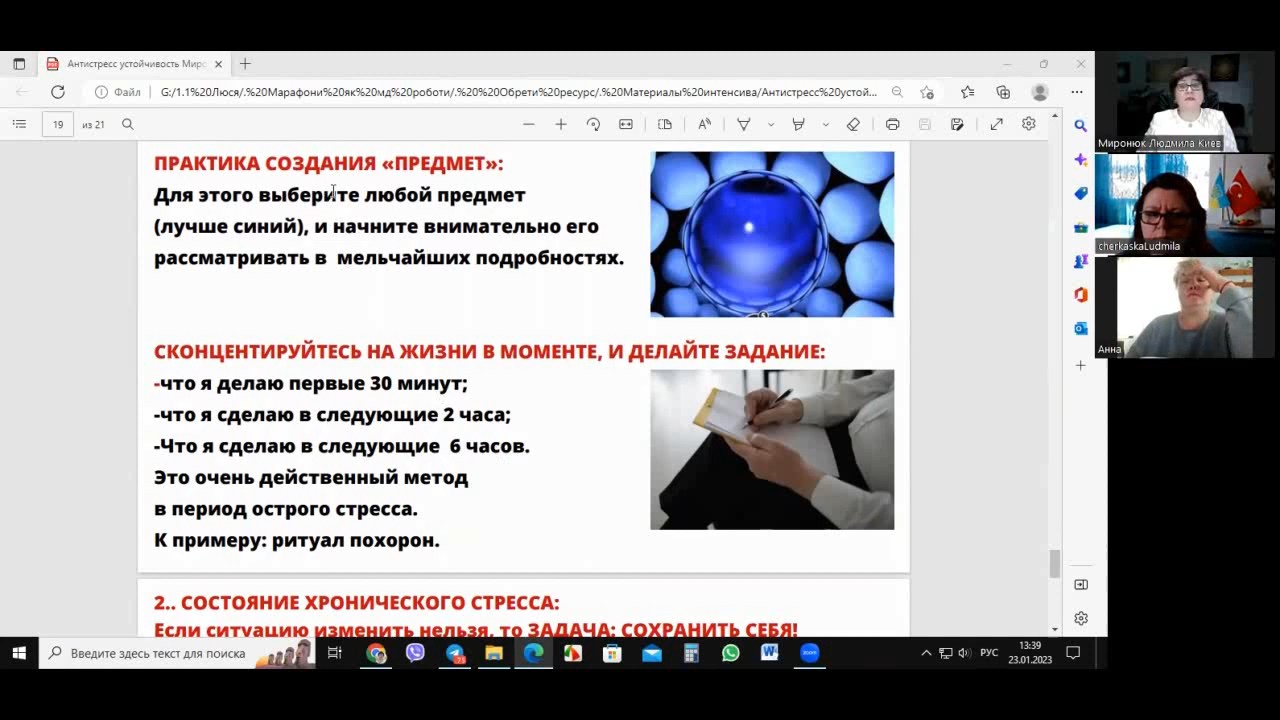 Антистресс устойчивость Миро
Файл
G:/1.1%20Люся/.%20Марафони%20як%20мд%20роботи/.%20%20Обрети%20ресурс/.%20Материалы%20интенсива/Антистресс%20устой...
19 из 21
ПРАКТИКА СОЗДАНИЯ «ПРЕДМЕТ»:
Для этого выберите любой предмет
(лучше синий), и начните внимательно его
рассматривать в мельчайших подробностях.
СКОНЦЕНТИРУЙТЕСЬ НА ЖИЗНИ В МОМЕНТЕ, И ДЕЛАЙТЕ ЗАДАНИЕ:
-что я делаю первые 30 минут;
-что я сделаю в следующие 2 часа;
-Что я сделаю в следующие 6 часов.
Это очень действенный метод
в период острого стресса.
К примеру: ритуал похорон.
2.. СОСТОЯНИЕ ХРОНИЧЕСКОГО СТРЕССА:
Если ситуацию изменить нельзя, то ЗАДАЧА: СОХРАНИТЬ СЕБЯ!
Миронюк Людмила Киев
cherkaskaLudmila
Анна
Введите здесь текст для поиска
zoom
РУС
13:39
23.01.2023